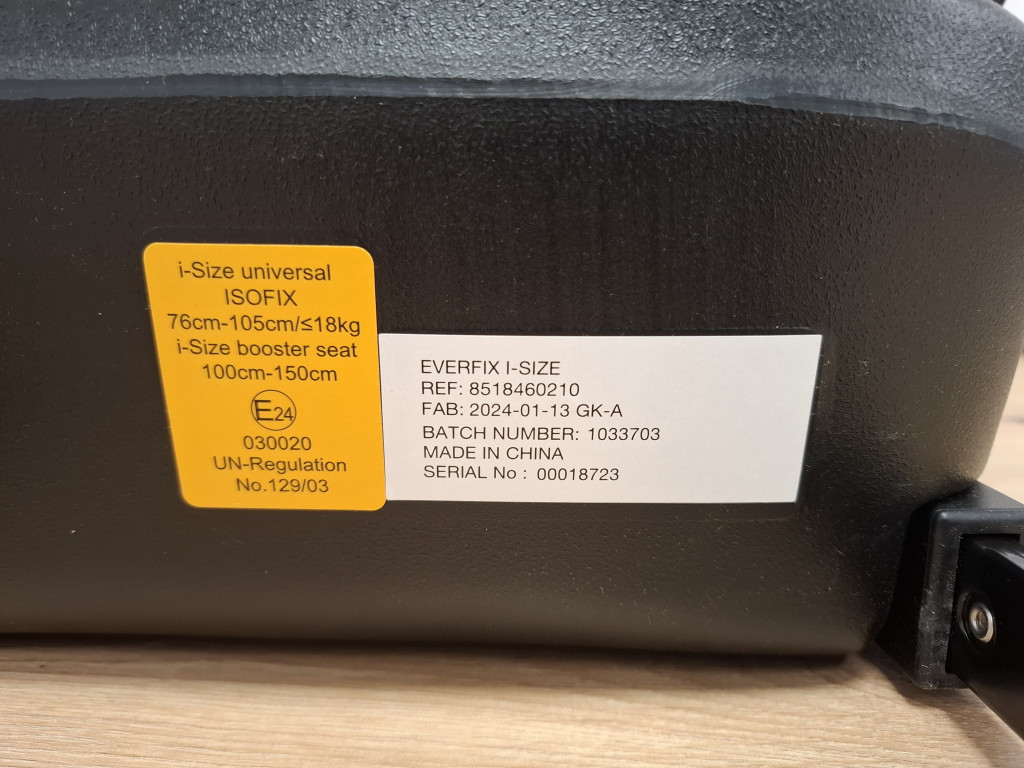 i-Size universal
ISOFIX
76cm-105cm/≤18kg
i-Size booster seat
100cm-150cm
E24
030020
UN-Regulation
No.129/03
EVERFIX I-SIZE
REF: 8518460210
FAB: 2024-01-13 GK-A
BATCH NUMBER: 1033703
MADE IN CHINA
SERIAL No : 00018723